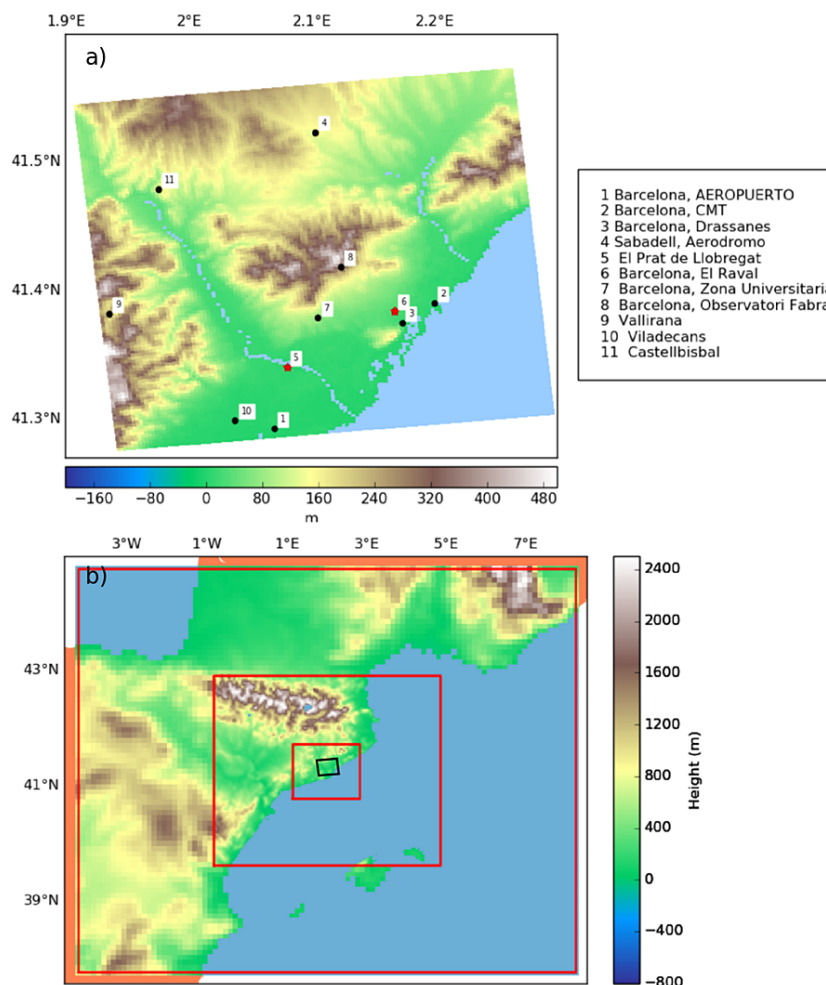 1.9°E 2°E 2.1°E 2.2°E
a)
4
41.5°N
11
8
41.4°N
9
6
2
7
3
5
41.3°N
10
1
1 Barcelona, AEROPUERTO
2 Barcelona, CMT
3 Barcelona, Drassanes
4 Sabadell, Aerodromo
5 El Prat de Llobregat
6 Barcelona, El Raval
7 Barcelona, Zona Universitaria
8 Barcelona, Observatori Fabra
9 Vallirana
10 Viladecans
11 Castellbisbal
−160 −80 0 80 160 240 320 400 480
m
3°W 1°W 1°E 3°E 5°E 7°E
b)
43°N
41°N
39°N
2400
2000
1600
1200
800
400
0
−400
−800
Height (m)